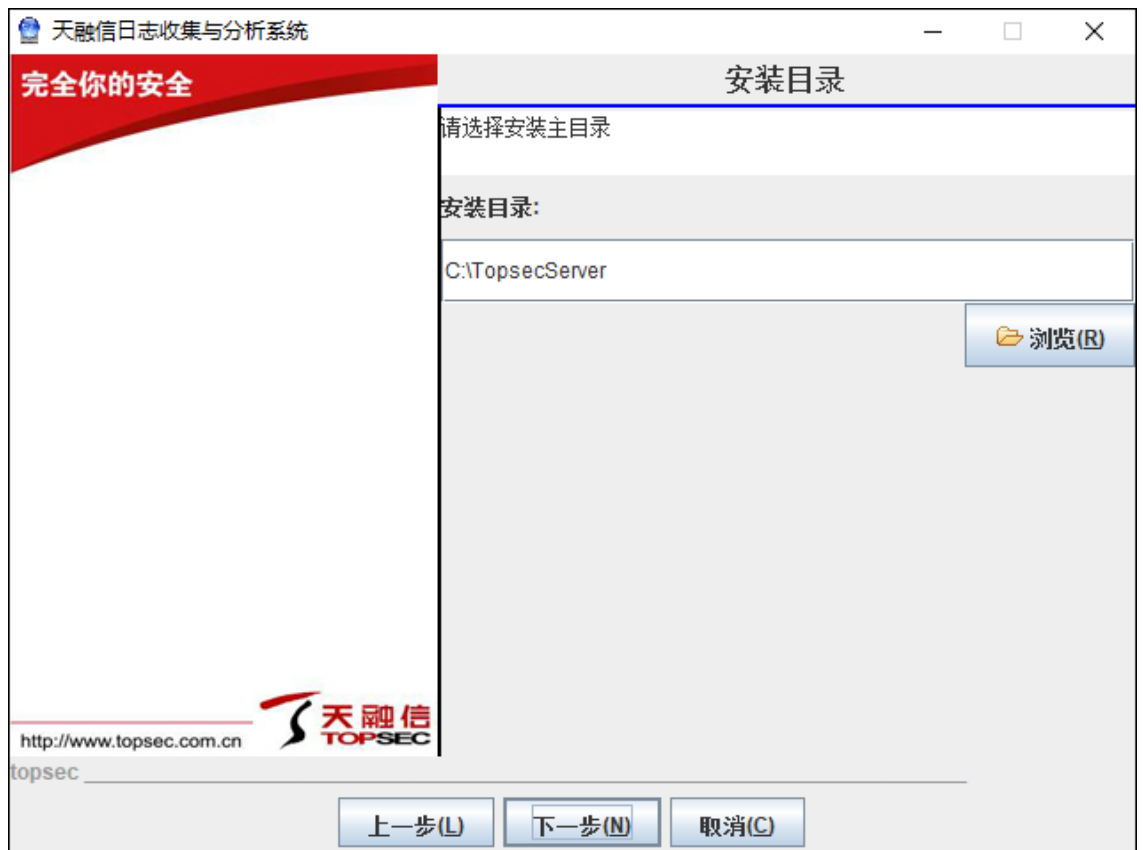 天融信日志收集与分析系统
完全你的安全
安装目录
请选择安装主目录
安装目录:
C:\TopsecServer
浏览(R)
天融信
TOPSEC
http://www.topsec.com.cn
topsec
上一步(L)
下一步(N)
取消(C)